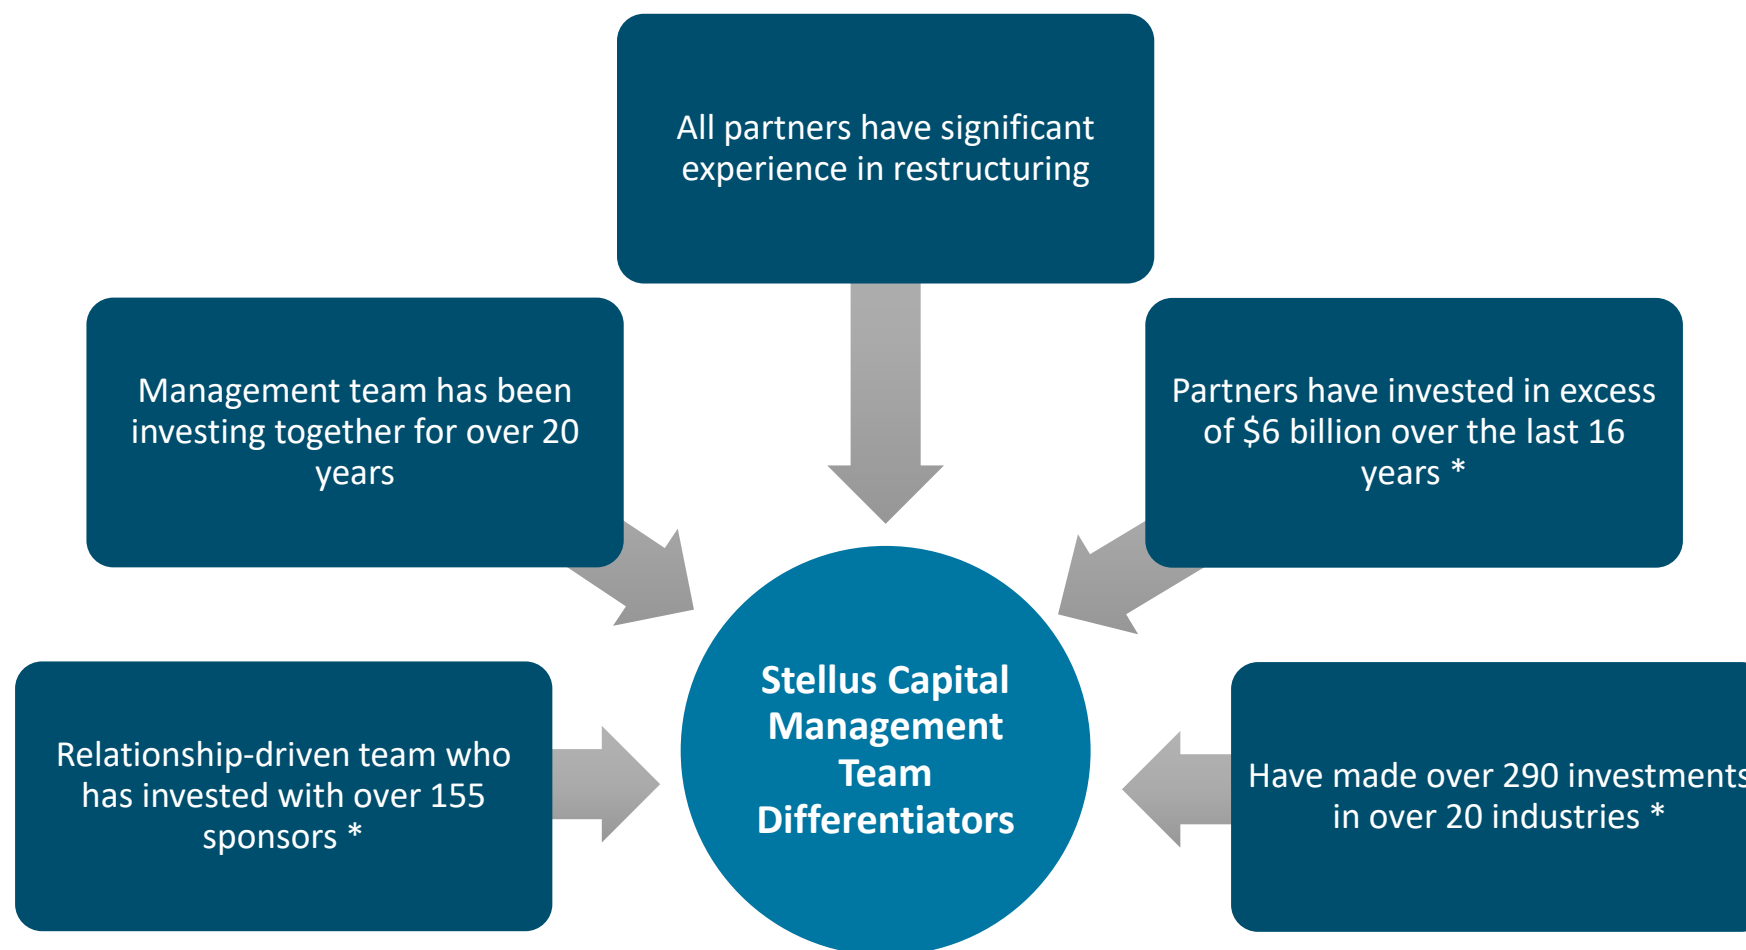 All partners have significant
experience in restructuring
Management team has been
investing together for over 20
years
Partners have invested in excess
of $6 billion over the last 16
years *
Relationship-driven team who
has invested with over 155
sponsors *
Stellus Capital
Management
Team
Differentiators
Have made over 290 investments
in over 20 industries *